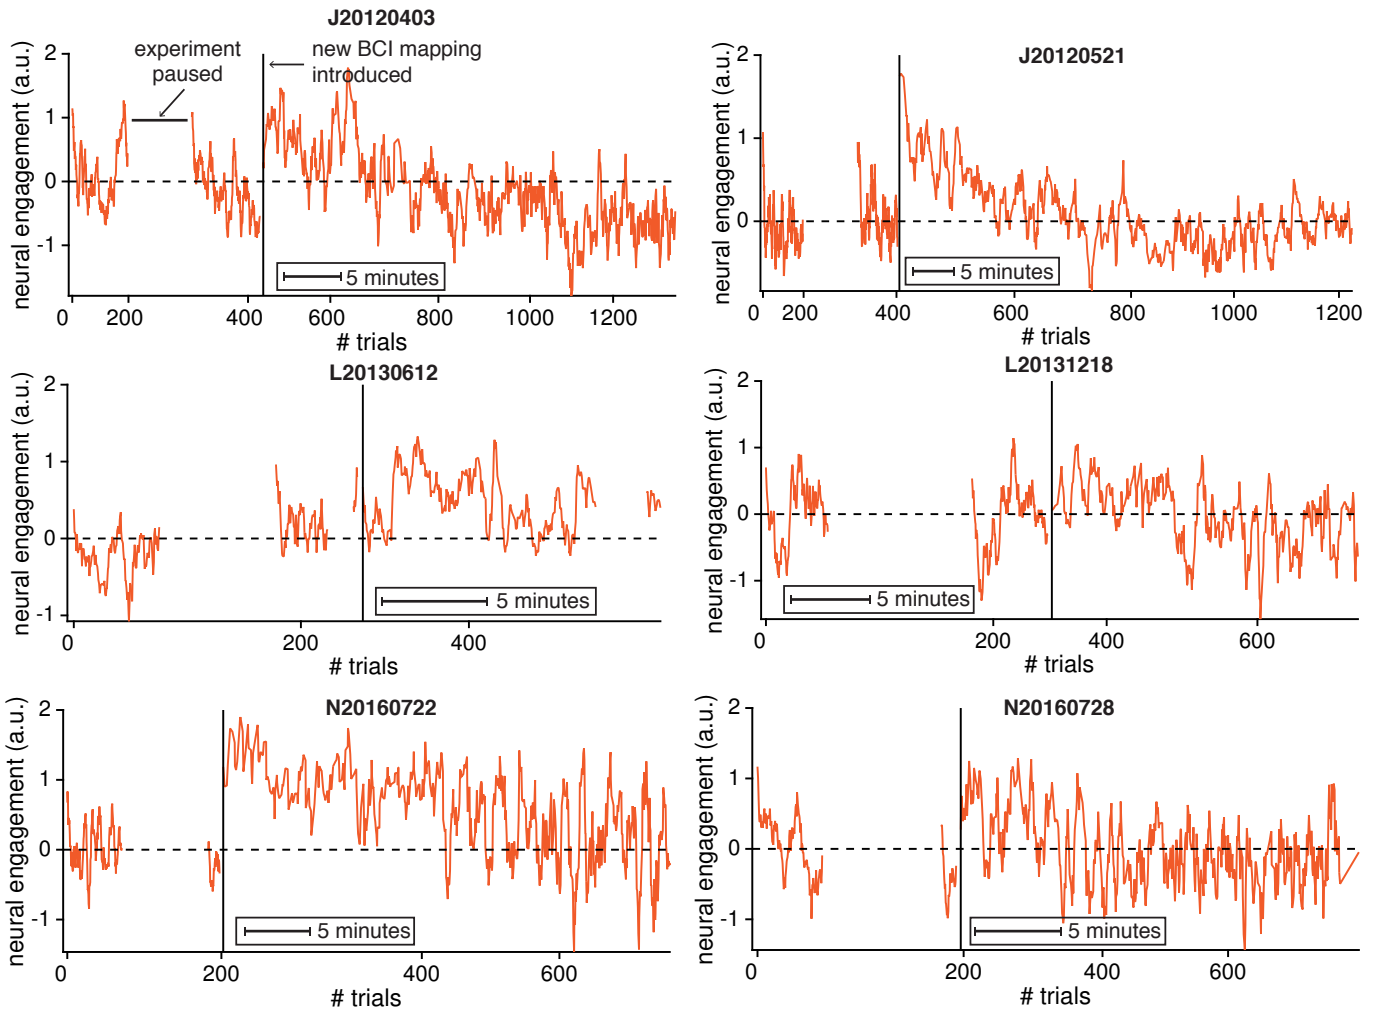 J20120403
neural engagement (a.u.)
2
1
0
-1
experiment
paused
new BCI mapping
introduced
5 minutes
0 200 400 600 800 1000 1200
# trials
J20120521
neural engagement (a.u.)
2
1
0
5 minutes
0 200 400 600 800 1000 1200
# trials
L20130612
neural engagement (a.u.)
2
1
0
-1
5 minutes
0 200 400
# trials
L20131218
neural engagement (a.u.)
2
1
0
-1
5 minutes
0 200 400 600
# trials
N20160722
neural engagement (a.u.)
2
1
0
-1
5 minutes
0 200 400 600
# trials
N20160728
neural engagement (a.u.)
2
1
0
-1
5 minutes
0 200 400 600
# trials